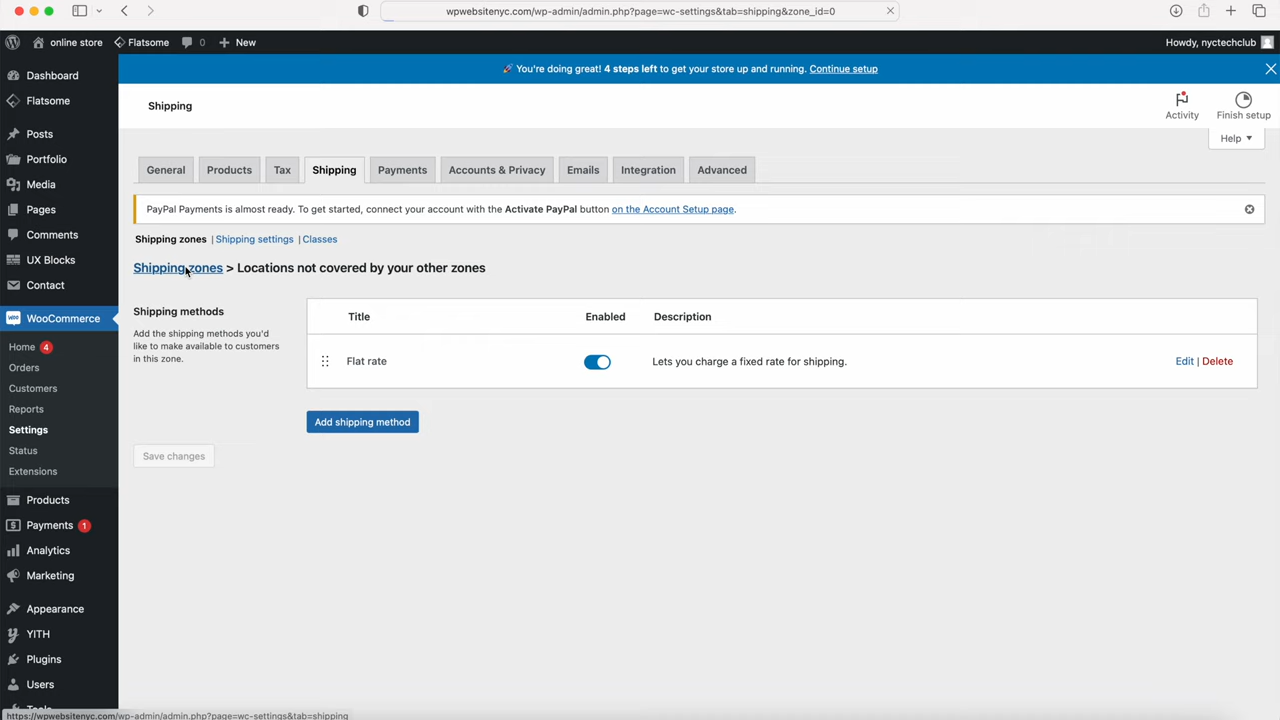 wpwebsitenyc.com/wp-admin/admin.php?page=wc-settings&tab=shipping&zone_id=0
online store
Flatsome
0
New
Howdy, nyctechclub
🚀 You're doing great! 4 steps left to get your store up and running. Continue setup
Dashboard
Flatsome
Posts
Portfolio
Media
Pages
Comments
UX Blocks
Contact
WooCommerce
Home 4
Orders
Customers
Reports
Settings
Status
Extensions
Products
Payments 1
Analytics
Marketing
Appearance
YITH
Plugins
Users
Shipping
Activity
Finish setup
Help
General
Products
Tax
Shipping
Payments
Accounts & Privacy
Emails
Integration
Advanced
PayPal Payments is almost ready. To get started, connect your account with the Activate PayPal button on the Account Setup page.
Shipping zones | Shipping settings | Classes
Shipping zones > Locations not covered by your other zones
Shipping methods
Add the shipping methods you'd
like to make available to customers
in this zone.
Title
Enabled
Description
Flat rate
Lets you charge a fixed rate for shipping.
Edit | Delete
Add shipping method
Save changes
https://wpwebsitenyc.com/wp-admin/admin.php?page=wc-settings&tab=shipping